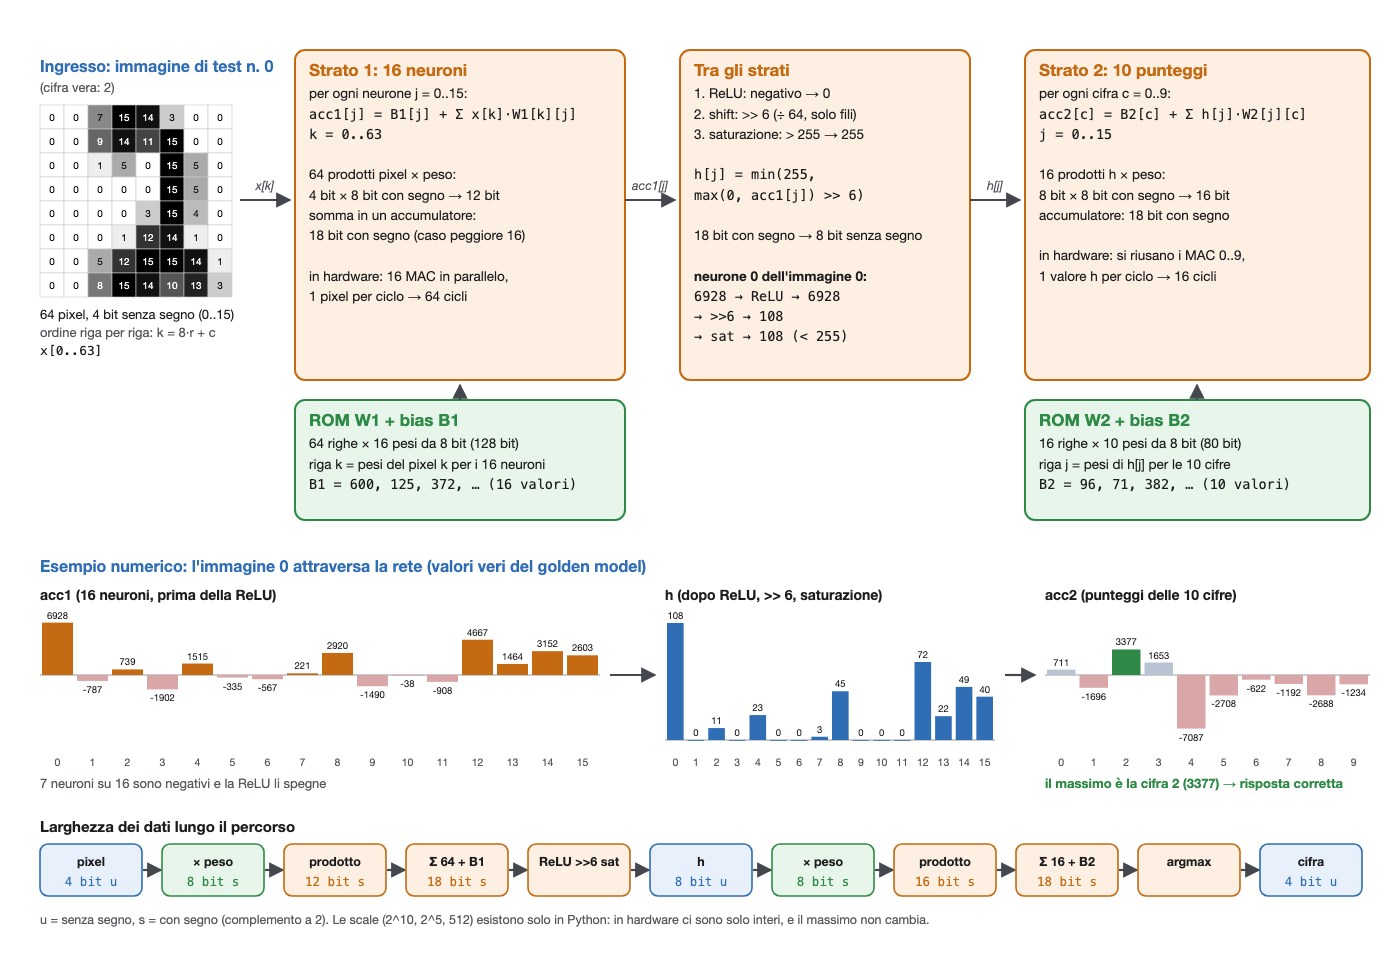 Ingresso: immagine di test n. 0
(cifra vera: 2)
0 0 7 15 14 3 0 0
0 0 9 14 11 15 0 0
0 0 1 5 0 15 5 0
0 0 0 0 0 15 5 0
0 0 0 0 3 15 4 0
0 0 0 1 12 14 1 0
0 0 5 12 15 15 14 1
0 0 8 15 14 10 13 3
64 pixel, 4 bit senza segno (0..15)
ordine riga per riga: k = 8·r + c
x[0..63]
x[k]
Strato 1: 16 neuroni
per ogni neurone j = 0..15:
acc1[j] = B1[j] + Σ x[k]·W1[k][j]
k = 0..63
64 prodotti pixel × peso:
4 bit × 8 bit con segno → 12 bit
somma in un accumulatore:
18 bit con segno (caso peggiore 16)
in hardware: 16 MAC in parallelo,
1 pixel per ciclo → 64 cicli
acc1[j]
Tra gli strati
1. ReLU: negativo → 0
2. shift: >> 6 (÷ 64, solo fili)
3. saturazione: > 255 → 255
h[j] = min(255,
max(0, acc1[j]) >> 6)
18 bit con segno → 8 bit senza segno
neurone 0 dell'immagine 0:
6928 → ReLU → 6928
→ >>6 → 108
→ sat → 108 (< 255)
h[j]
Strato 2: 10 punteggi
per ogni cifra c = 0..9:
acc2[c] = B2[c] + Σ h[j]·W2[j][c]
j = 0..15
16 prodotti h × peso:
8 bit × 8 bit con segno → 16 bit
accumulatore: 18 bit con segno
in hardware: si riusano i MAC 0..9,
1 valore h per ciclo → 16 cicli
ROM W1 + bias B1
64 righe × 16 pesi da 8 bit (128 bit)
riga k = pesi del pixel k per i 16 neuroni
B1 = 600, 125, 372, … (16 valori)
ROM W2 + bias B2
16 righe × 10 pesi da 8 bit (80 bit)
riga j = pesi di h[j] per le 10 cifre
B2 = 96, 71, 382, … (10 valori)
Esempio numerico: l'immagine 0 attraversa la rete (valori veri del golden model)
acc1 (16 neuroni, prima della ReLU)
6928 -787 739 -1902 1515 -335 -567 221 2920 -1490 -38 -908 4667 1464 3152 2603
0 1 2 3 4 5 6 7 8 9 10 11 12 13 14 15
7 neuroni su 16 sono negativi e la ReLU li spegne
h (dopo ReLU, >> 6, saturazione)
108 0 11 0 23 0 0 3 45 0 0 0 72 22 49 40
0 1 2 3 4 5 6 7 8 9 10 11 12 13 14 15
acc2 (punteggi delle 10 cifre)
711 -1696 3377 1653 -7087 -2708 -622 -1192 -2688 -1234
0 1 2 3 4 5 6 7 8 9
il massimo è la cifra 2 (3377) → risposta corretta
Larghezza dei dati lungo il percorso
pixel
4 bit u
× peso
8 bit s
prodotto
12 bit s
Σ 64 + B1
18 bit s
ReLU >>6 sat
h
8 bit u
× peso
8 bit s
prodotto
16 bit s
Σ 16 + B2
18 bit s
argmax
cifra
4 bit u
u = senza segno, s = con segno (complemento a 2). Le scale (2^10, 2^5, 512) esistono solo in Python: in hardware ci sono solo interi, e il massimo non cambia.